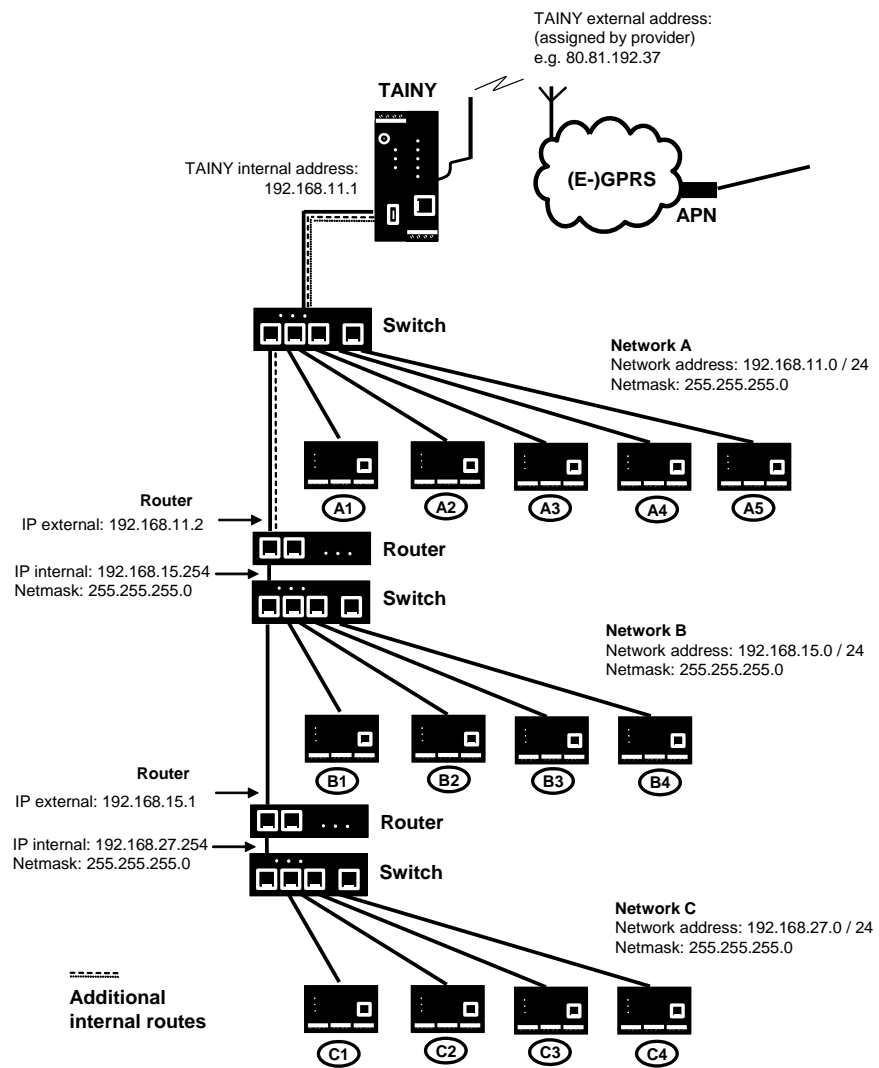 TAINY external address:
(assigned by provider)
e.g. 80.81.192.37
TAINY
TAINY internal address:
192.168.11.1
(E-)GPRS
APN
Switch
Network A
Network address: 192.168.11.0 / 24
Netmask: 255.255.255.0
A1
A2
A3
A4
A5
Router
IP external: 192.168.11.2
Router
IP internal: 192.168.15.254
Netmask: 255.255.255.0
Switch
Network B
Network address: 192.168.15.0 / 24
Netmask: 255.255.255.0
B1
B2
B3
B4
Router
IP external: 192.168.15.1
Router
IP internal: 192.168.27.254
Netmask: 255.255.255.0
Switch
Network C
Network address: 192.168.27.0 / 24
Netmask: 255.255.255.0
Additional
internal routes
C1
C2
C3
C4